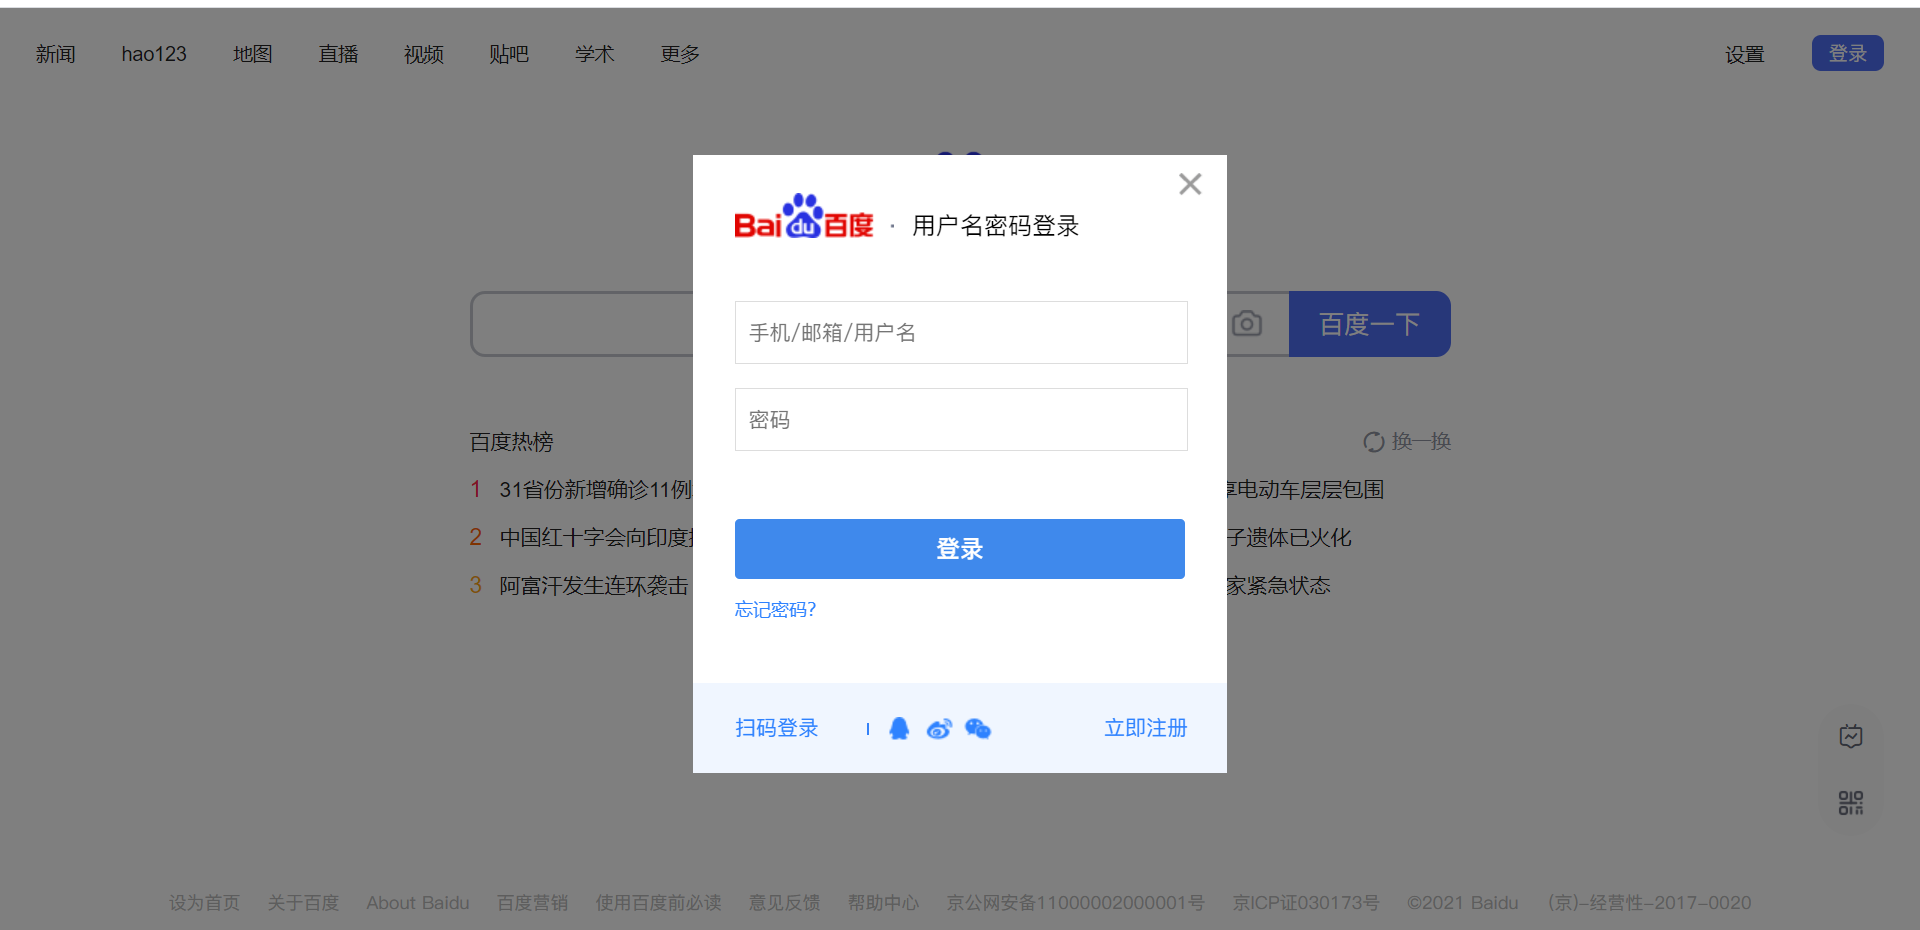 新闻 hao123 地图 直播 视频 贴吧 学术 更多 设置 登录
Bai du 百度 · 用户名密码登录
手机/邮箱/用户名
百度一下
密码
百度热榜 换一换
1 31省份新增确诊11例 电动车层层包围
2 中国红十字会向印度 子遗体已火化
3 阿富汗发生连环袭击 家紧急状态
登录
忘记密码?
扫码登录 立即注册
设为首页 关于百度 About Baidu 百度营销 使用百度前必读 意见反馈 帮助中心 京公网安备11000002000001号 京ICP证030173号 ©2021 Baidu (京)-经营性-2017-0020